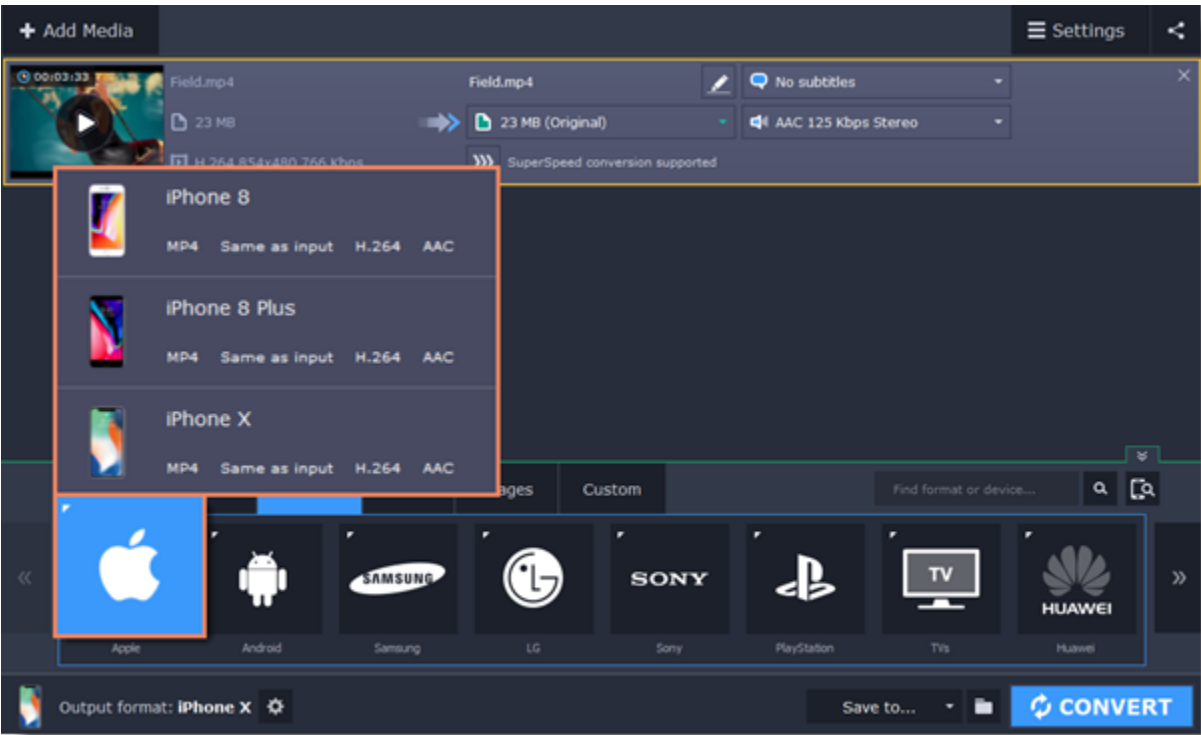 + Add Media
Settings
00:03:33
Field.mp4
Field.mp4
No subtitles
23 MB
23 MB (Original)
AAC 125 Kbps Stereo
H.264 854x480 766 Kbps
SuperSpeed conversion supported
iPhone 8
MP4 Same as input H.264 AAC
iPhone 8 Plus
MP4 Same as input H.264 AAC
iPhone X
MP4 Same as input H.264 AAC
ages
Custom
Find format or device...
SAMSUNG
LG
SONY
TV
HUAWEI
Apple
Android
Samsung
LG
Sony
PlayStation
TVs
Huawei
Output format: iPhone X
Save to...
CONVERT